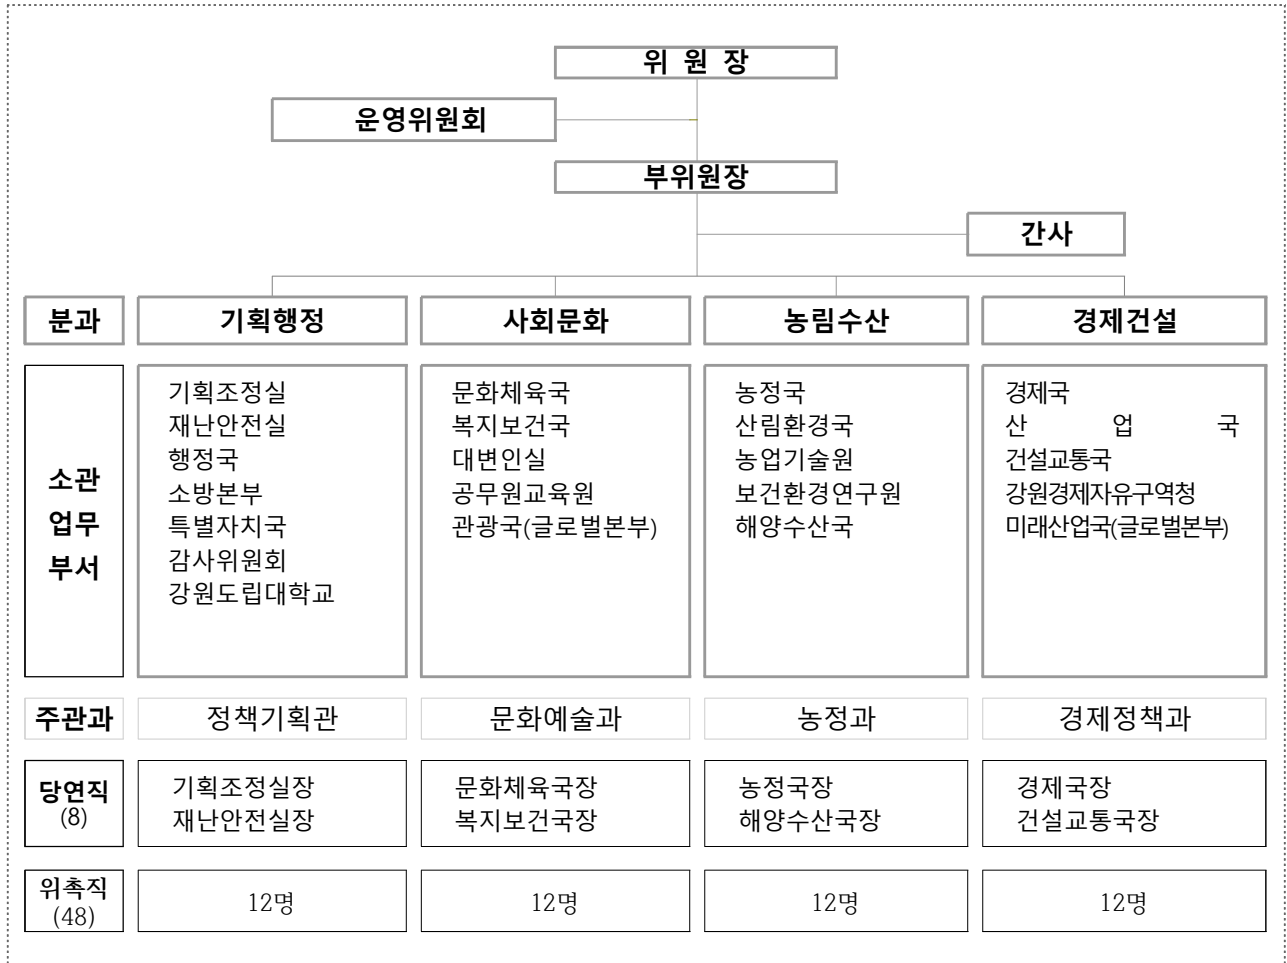 위 원 장
운영위원회
부위원장
간사
분과
기획행정
사회문화
농림수산
경제건설
소관
업무
부서
기획조정실
재난안전실
행정국
소방본부
특별자치국
감사위원회
강원도립대학교
문화체육국
복지보건국
대변인실
공무원교육원
관광국(글로벌본부)
농정국
산림환경국
농업기술원
보건환경연구원
해양수산국
경제국
산 업 국
건설교통국
강원경제자유구역청
미래산업국(글로벌본부)
주관과
정책기획관
문화예술과
농정과
경제정책과
당연직
(8)
기획조정실장
재난안전실장
문화체육국장
복지보건국장
농정국장
해양수산국장
경제국장
건설교통국장
위촉직
(48)
12명
12명
12명
12명